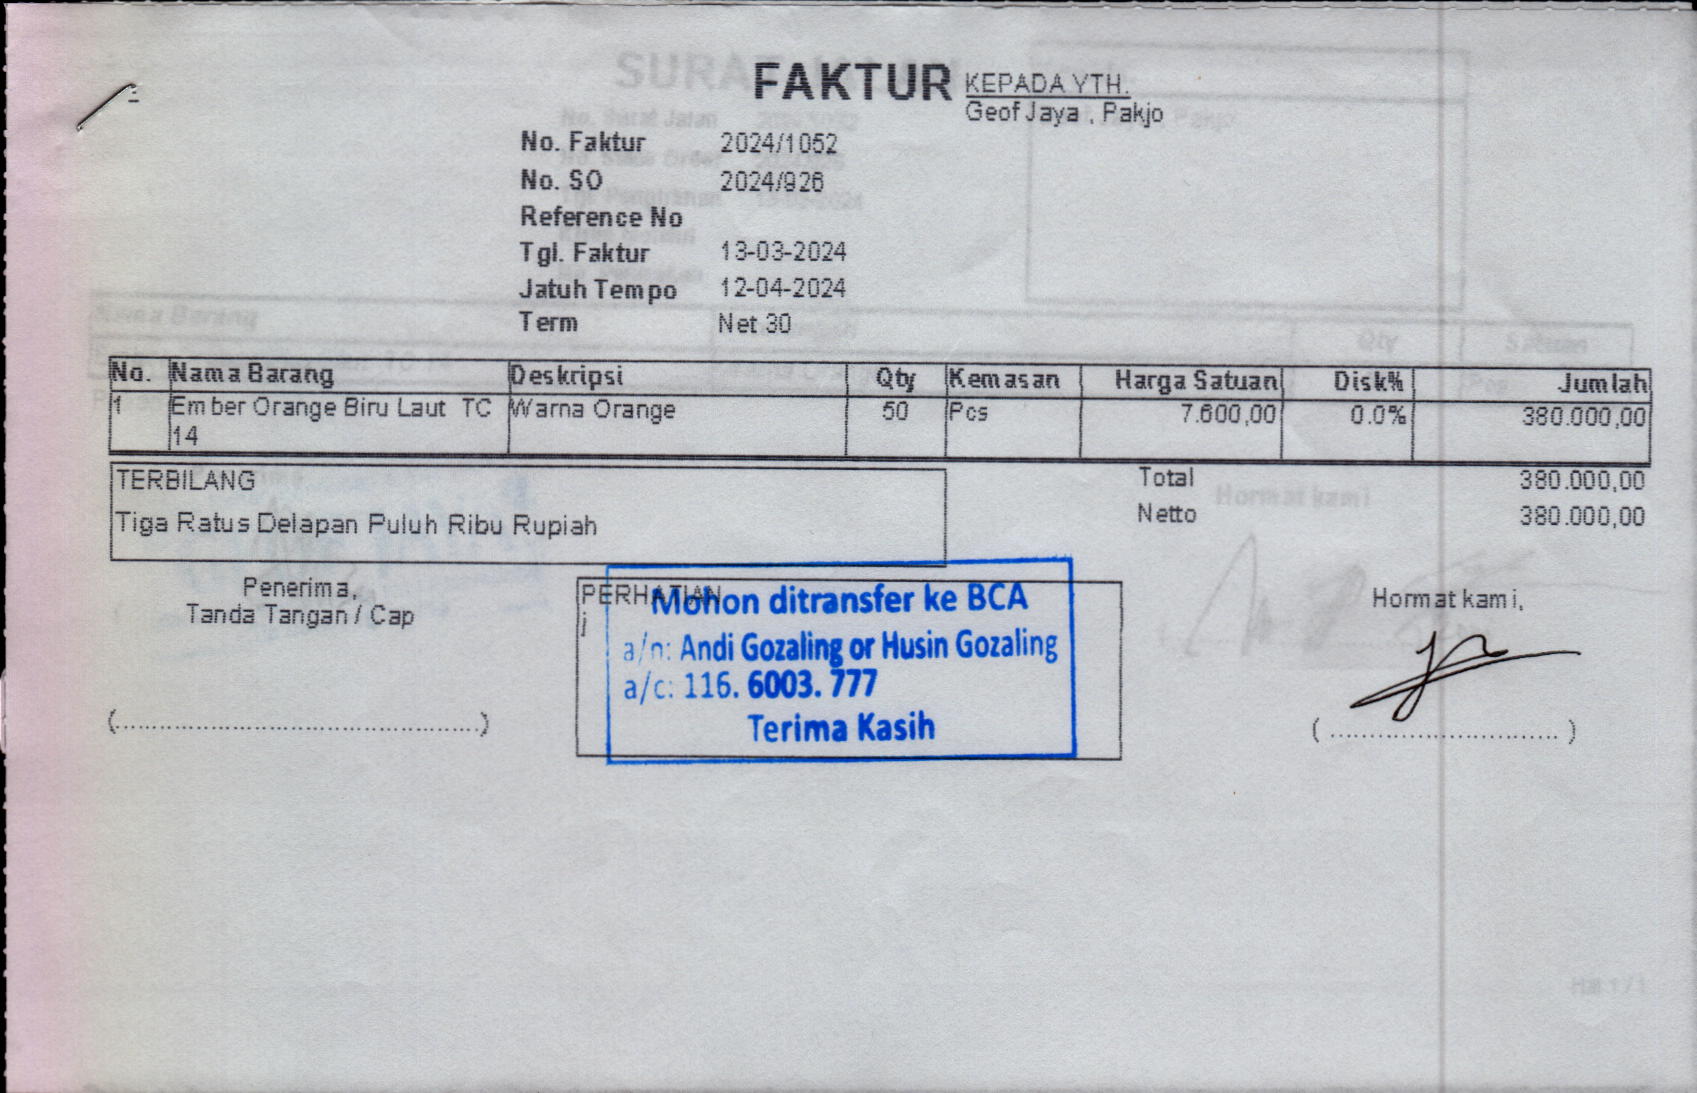 FAKTUR
KEPADA YTH.
Geof Jaya , Pakjo
No. Faktur 2024/1052
No. SO 2024/926
Reference No
Tgl. Faktur 13-03-2024
Jatuh Tempo 12-04-2024
Term Net 30
No. Nama Barang Deskripsi Qty Kemasan Harga Satuan Disk% Jumlah
1 Ember Orange Biru Laut TC Warna Orange 50 Pcs 7.600,00 0.0% 380.000,00
14
TERBILANG
Tiga Ratus Delapan Puluh Ribu Rupiah
Total 380.000,00
Netto 380.000,00
Penerima,
Tanda Tangan / Cap
PERHATIAN
Mohon ditransfer ke BCA
a/n: Andi Gozaling or Husin Gozaling
a/c: 116. 6003. 777
Terima Kasih
Hormat kami,